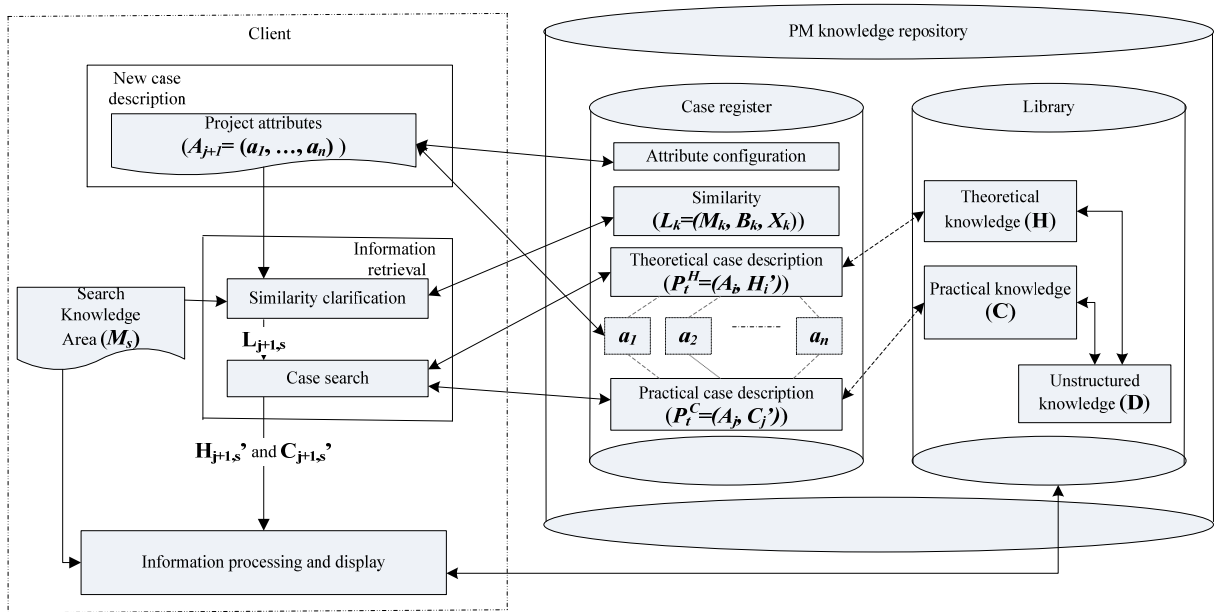 Client
New case
description
Project attributes
(A_{j+1}= (a_1, …, a_n) )
Information
retrieval
Similarity clarification
Search
Knowledge
Area (M_s)
L_{j+1,s}
Case search
H_{j+1,s}’ and C_{j+1,s}’
Information processing and display
PM knowledge repository
Case register
Attribute configuration
Similarity
(L_k=(M_k, B_k, X_k))
Theoretical case description
(P_t^H=(A_i, H_i’))
a_1
a_2
a_n
Practical case description
(P_t^C=(A_j, C_j’))
Library
Theoretical
knowledge (H)
Practical knowledge
(C)
Unstructured
knowledge (D)